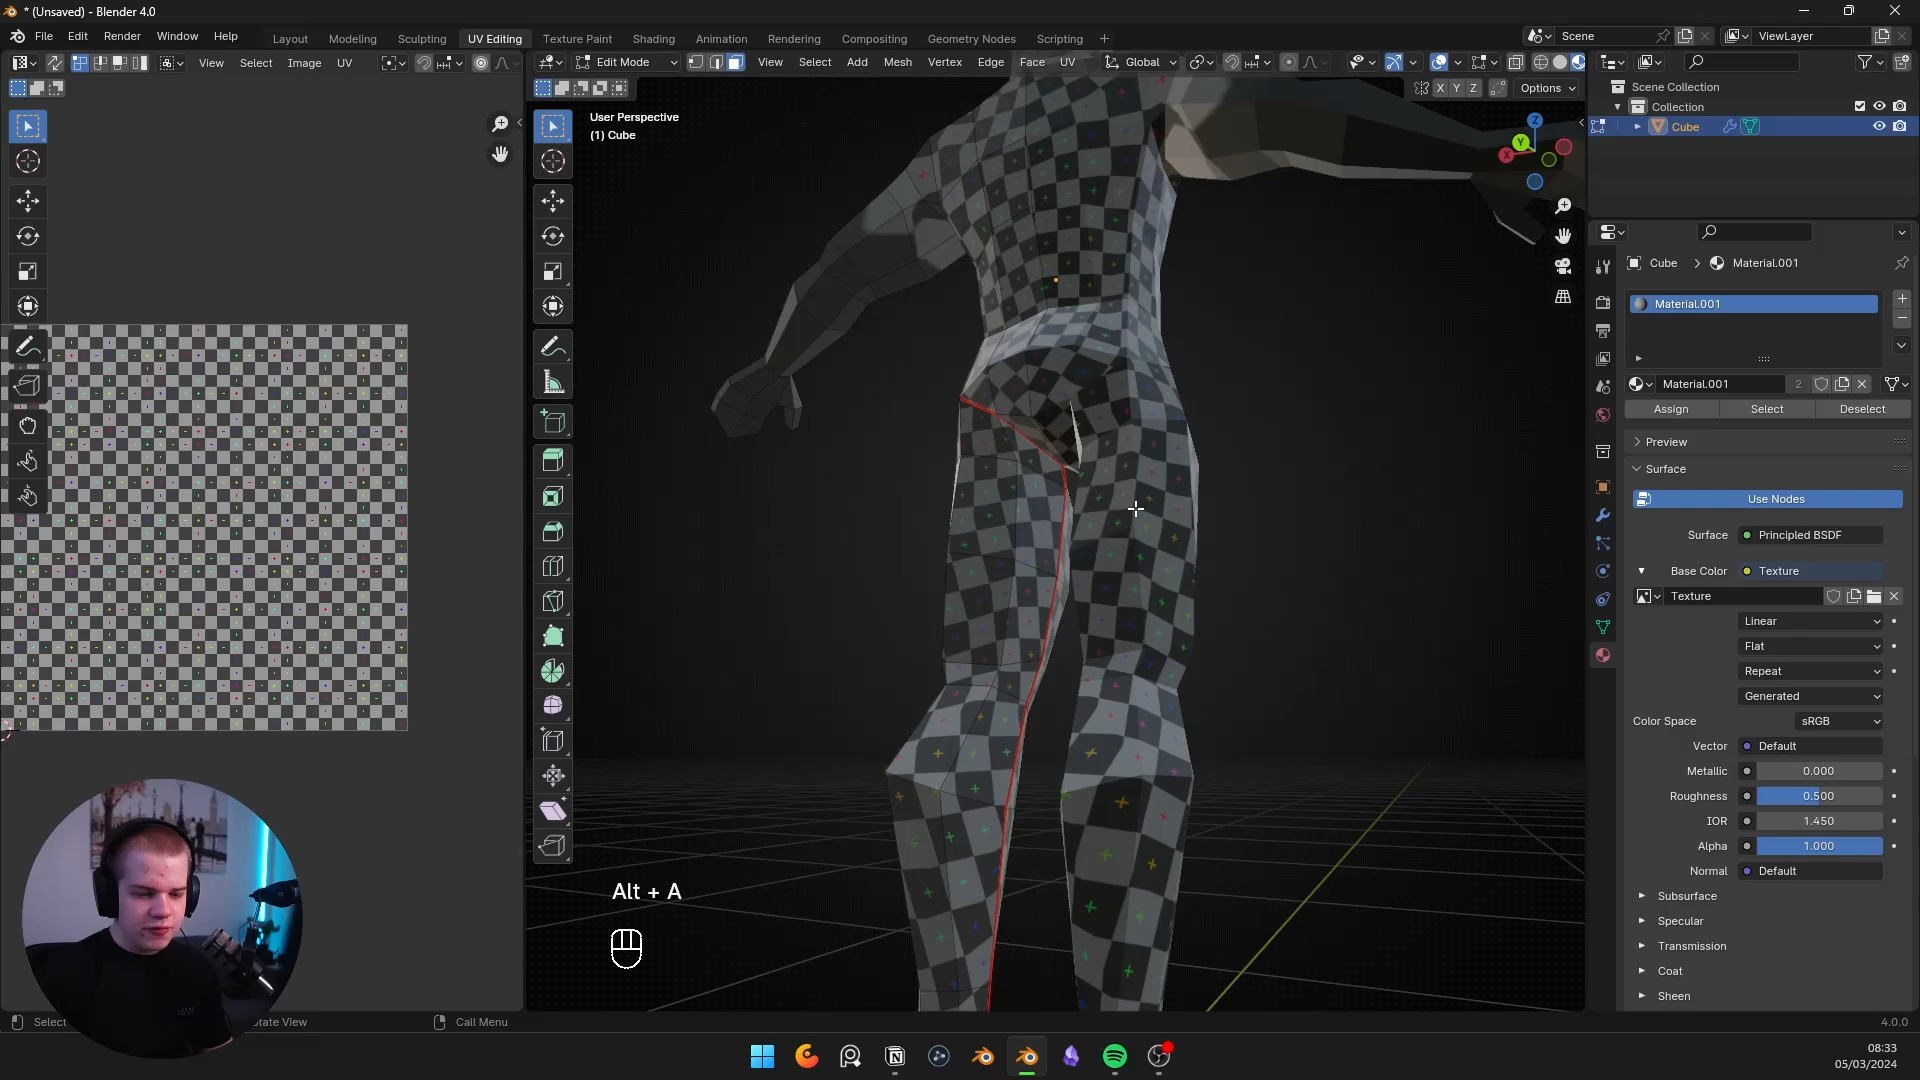 * (Unsaved) - Blender 4.0
File Edit Render Window Help
Layout Modeling Sculpting UV Editing Texture Paint Shading Animation Rendering Compositing Geometry Nodes Scripting +
Scene
ViewLayer
View Select Image UV
Edit Mode View Select Add Mesh Vertex Edge Face UV
Global
X Y Z
Options
User Perspective
(1) Cube
Z
Y
X
Scene Collection
Collection
Cube
Cube > Material.001
Material.001
Material.001 2
Assign Select Deselect
Preview
Surface
Use Nodes
Surface Principled BSDF
Base Color Texture
Texture
Linear
Flat
Repeat
Generated
Color Space sRGB
Vector Default
Metallic 0.000
Roughness 0.500
IOR 1.450
Alpha 1.000
Normal Default
Subsurface
Specular
Transmission
Coat
Sheen
Alt + A
Select
Call Menu
4.0.0
08:33
05/03/2024